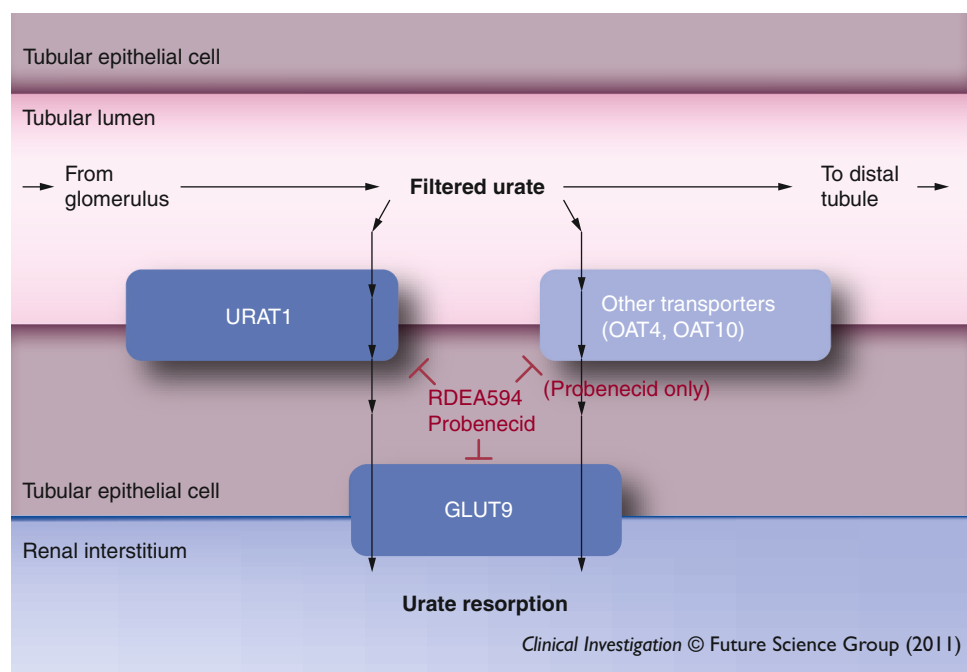 Tubular epithelial cell
Tubular lumen
From
glomerulus
Filtered urate
To distal
tubule
URAT1
Other transporters
(OAT4, OAT10)
RDEA594
Probenecid
(Probenecid only)
GLUT9
Tubular epithelial cell
Renal interstitium
Urate resorption
Clinical Investigation © Future Science Group (2011)